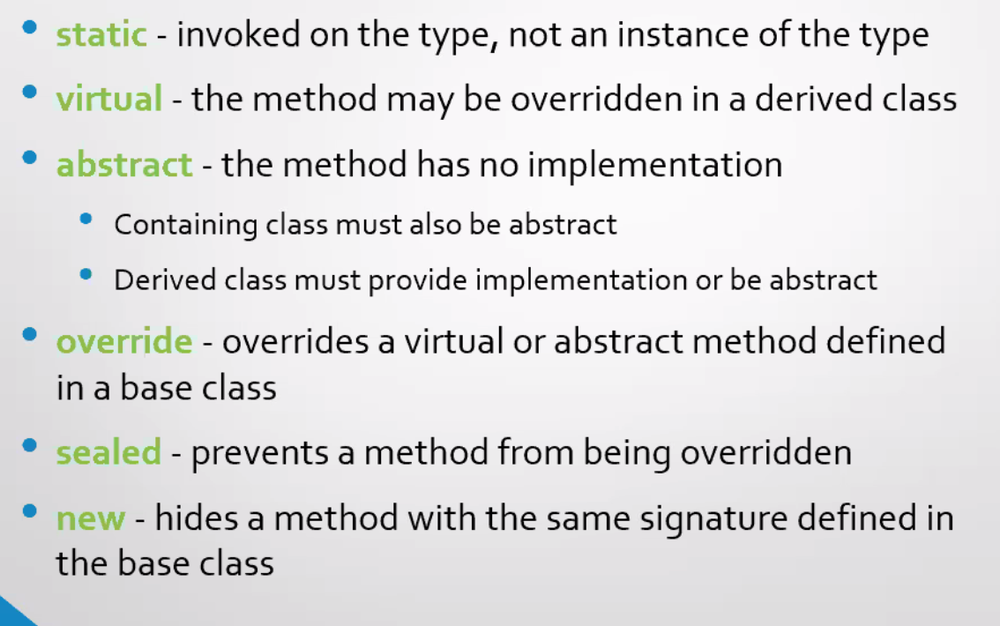 • static - invoked on the type, not an instance of the type
• virtual - the method may be overridden in a derived class
• abstract - the method has no implementation
• Containing class must also be abstract
• Derived class must provide implementation or be abstract
• override - overrides a virtual or abstract method defined
in a base class
• sealed - prevents a method from being overridden
• new - hides a method with the same signature defined in
the base class